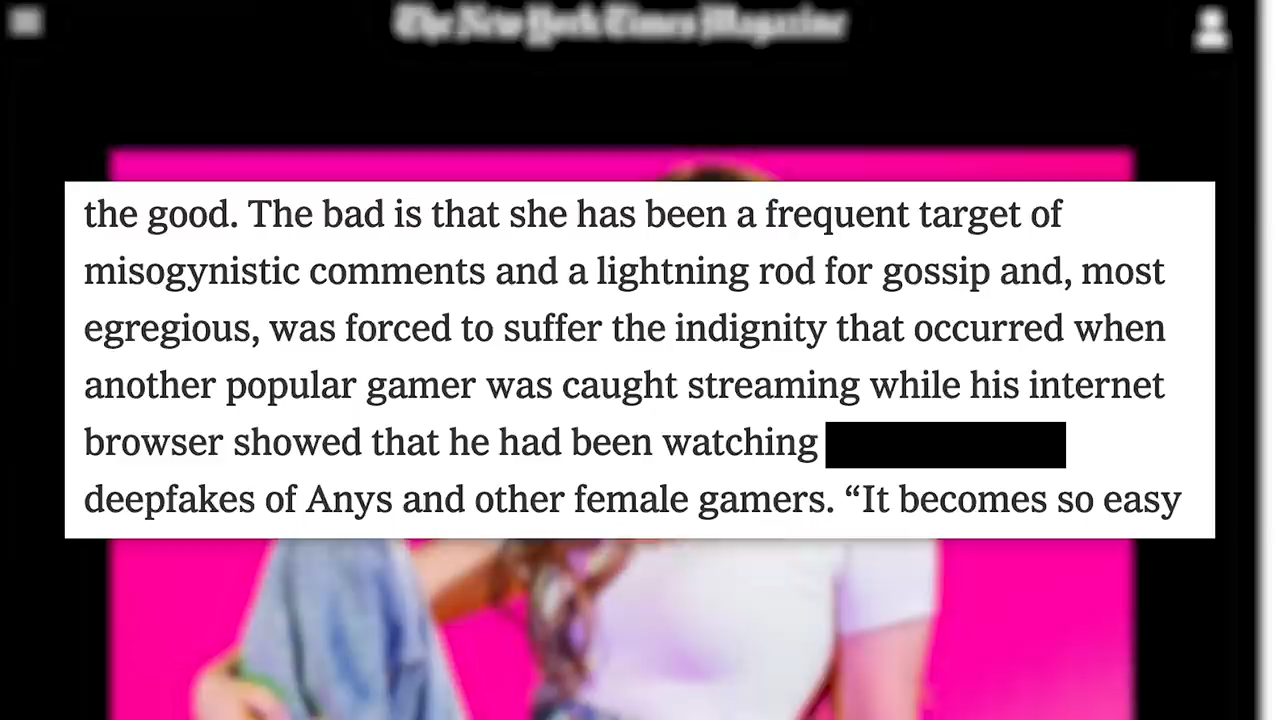 The New York Times Magazine
the good. The bad is that she has been a frequent target of
misogynistic comments and a lightning rod for gossip and, most
egregious, was forced to suffer the indignity that occurred when
another popular gamer was caught streaming while his internet
browser showed that he had been watching
deepfakes of Anys and other female gamers. “It becomes so easy